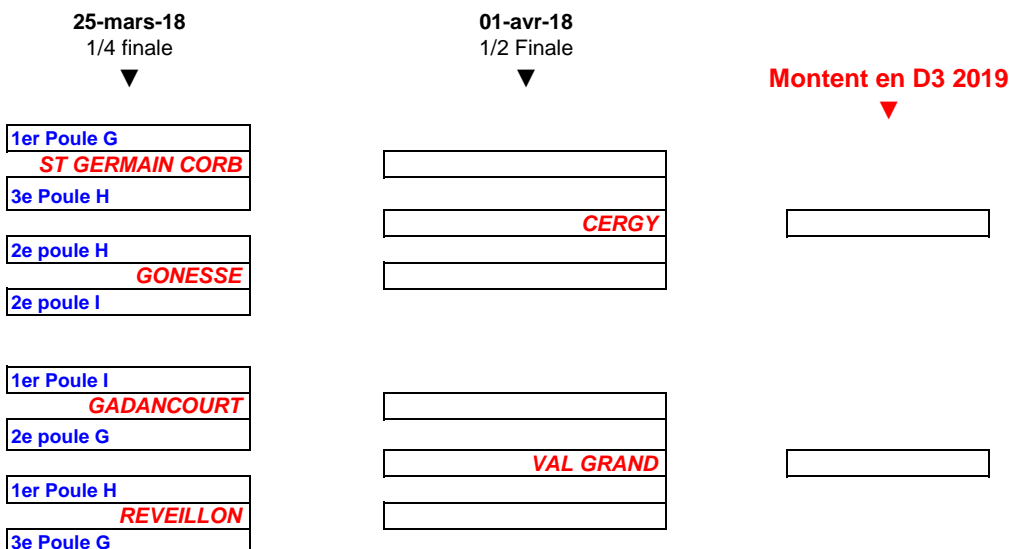 25-mars-18
1/4 finale
▼
01-avr-18
1/2 Finale
▼
Montent en D3 2019
▼
1er Poule G
ST GERMAIN CORB
3e Poule H
CERGY
2e poule H
GONESSE
2e poule I
1er Poule I
GADANCOURT
2e poule G
VAL GRAND
1er Poule H
REVEILLON
3e Poule G